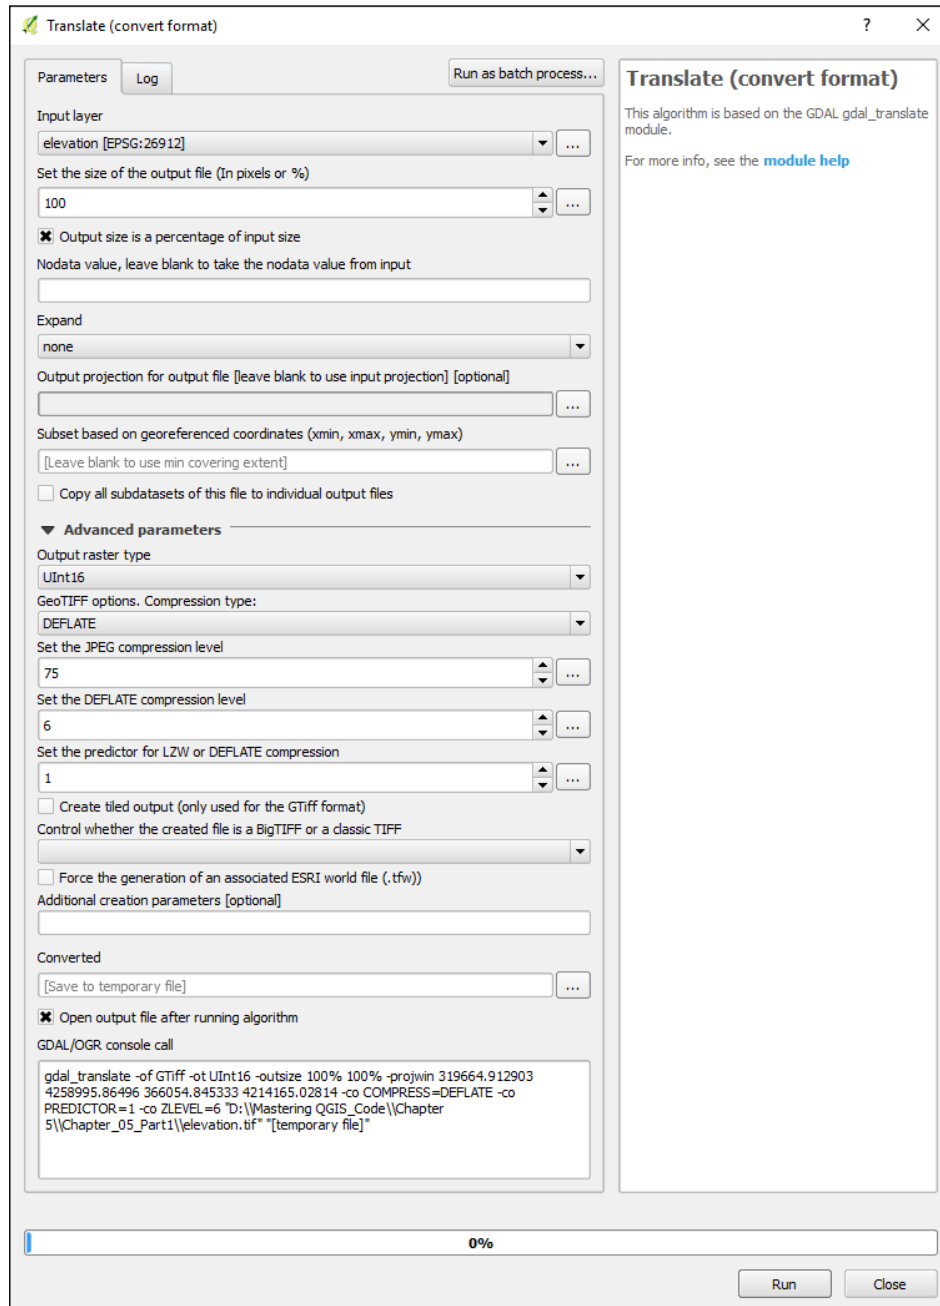 Translate (convert format)
?
Parameters
Log
Run as batch process...
Input layer
elevation [EPSG:26912]
...
Set the size of the output file (In pixels or %)
100
...
Output size is a percentage of input size
Nodata value, leave blank to take the nodata value from input
Expand
none
Output projection for output file [leave blank to use input projection] [optional]
...
Subset based on georeferenced coordinates (xmin, xmax, ymin, ymax)
[Leave blank to use min covering extent]
...
Copy all subdatasets of this file to individual output files
Advanced parameters
Output raster type
UInt16
GeoTIFF options. Compression type:
DEFLATE
Set the JPEG compression level
75
...
Set the DEFLATE compression level
6
...
Set the predictor for LZW or DEFLATE compression
1
...
Create tiled output (only used for the GTiff format)
Control whether the created file is a BigTIFF or a classic TIFF
Force the generation of an associated ESRI world file (.tfw))
Additional creation parameters [optional]
Converted
[Save to temporary file]
...
Open output file after running algorithm
GDAL/OGR console call
gdal_translate -of GTiff -ot UInt16 -outsize 100% 100% -projwin 319664.912903
4258995.86496 366054.845333 4214165.02814 -co COMPRESS=DEFLATE -co
PREDICTOR=1 -co ZLEVEL=6 "D:\\Mastering QGIS_Code\\Chapter
5\\Chapter_05_Part1\\elevation.tif" "[temporary file]"
Translate (convert format)
This algorithm is based on the GDAL gdal_translate
module.
For more info, see the module help
0%
Run
Close